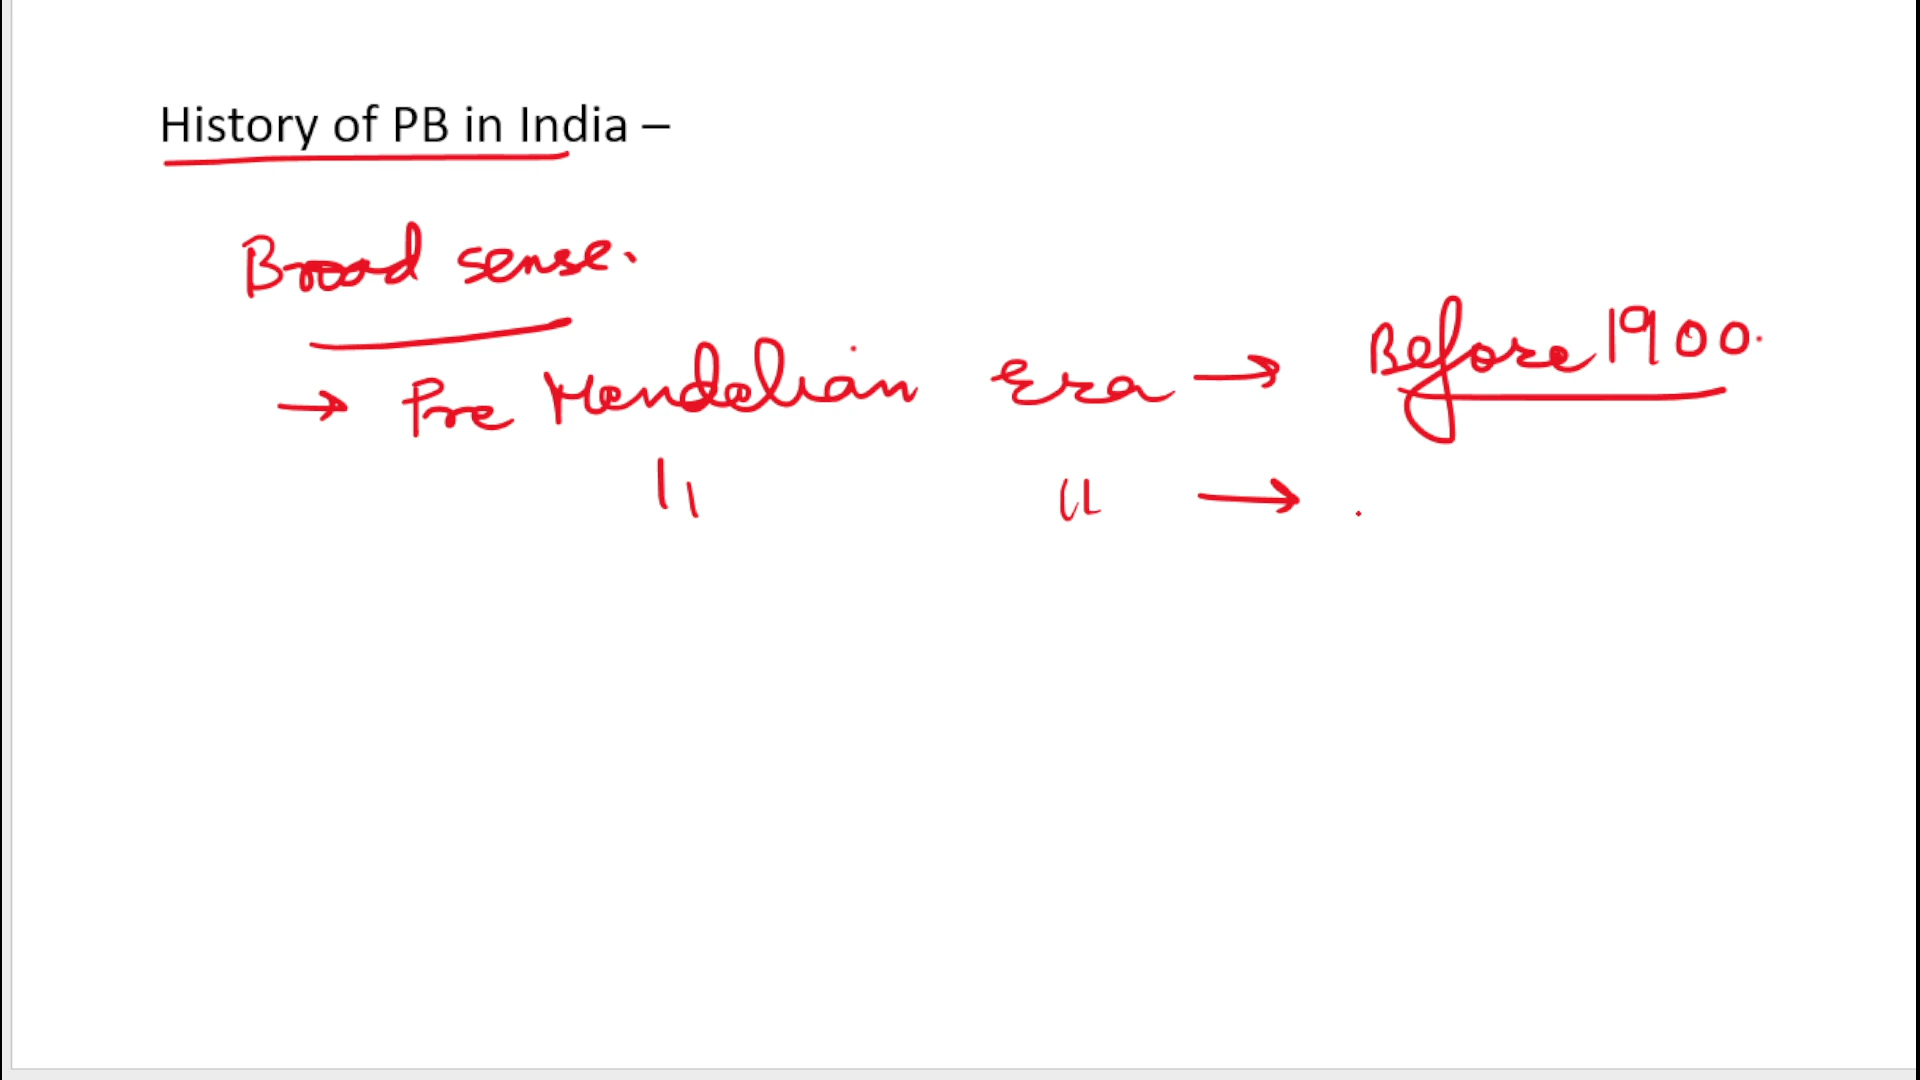 History of PB in India –
Broad sense.
→ Pre Mendelian Era → Before 1900.
" " →